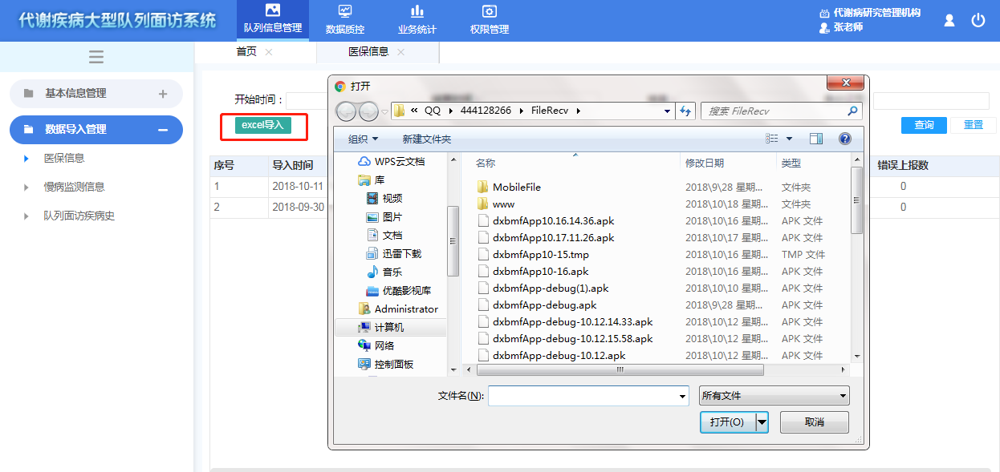 代谢疾病大型队列面访系统
队列信息管理
数据质控
业务统计
权限管理
代谢病研究管理机构
张老师
首页
医保信息
基本信息管理
数据导入管理
医保信息
慢病监测信息
队列面访疾病史
开始时间：
excel导入
查询
重置
序号 导入时间 错误上报数
1 2018-10-11 0
2 2018-09-30 0
打开
« QQ 444128266 FileRecv
搜索 FileRecv
组织 新建文件夹
WPS云文档
库
视频
图片
文档
迅雷下载
音乐
优酷影视库
Administrator
计算机
网络
控制面板
名称 修改日期 类型
MobileFile 2018\9\28 星期... 文件夹
www 2018\10\18 星期... 文件夹
dxbmfApp10.16.14.36.apk 2018\10\16 星期... APK 文件
dxbmfApp10.17.11.26.apk 2018\10\17 星期... APK 文件
dxbmfApp10-15.tmp 2018\10\16 星期... TMP 文件
dxbmfApp10-16.apk 2018\10\16 星期... APK 文件
dxbmfApp-debug(1).apk 2018\10\10 星期... APK 文件
dxbmfApp-debug.apk 2018\9\28 星期... APK 文件
dxbmfApp-debug-10.12.14.33.apk 2018\10\12 星期... APK 文件
dxbmfApp-debug-10.12.15.58.apk 2018\10\12 星期... APK 文件
dxbmfApp-debug-10.12.apk 2018\10\12 星期... APK 文件
文件名(N):
所有文件
打开(O)
取消